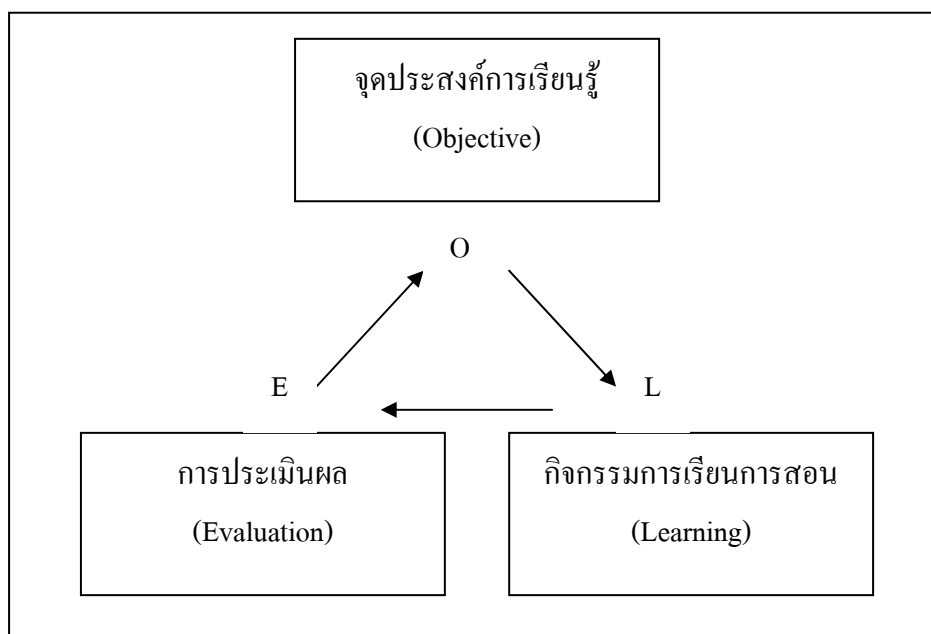 จุดประสงค์การเรียนรู้
(Objective)
O
E
L
การประเมินผล
(Evaluation)
กิจกรรมการเรียนการสอน
(Learning)